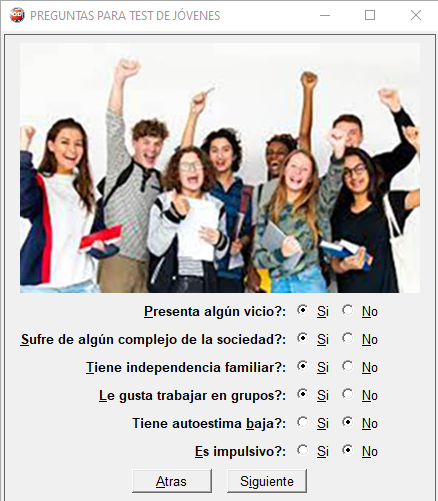 PREGUNTAS PARA TEST DE JÓVENES
Presenta algún vicio?: Si No
Sufre de algún complejo de la sociedad?: Si No
Tiene independencia familiar?: Si No
Le gusta trabajar en grupos?: Si No
Tiene autoestima baja?: Si No
Es impulsivo?: Si No
Atras Siguiente